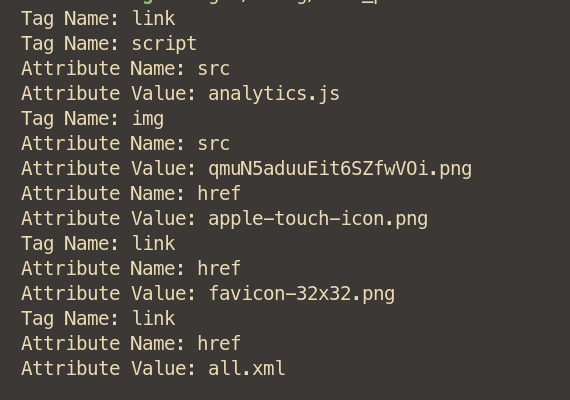 Tag Name: link
Tag Name: script
Attribute Name: src
Attribute Value: analytics.js
Tag Name: img
Attribute Name: src
Attribute Value: qmuN5aduuEit6SZfwVOi.png
Attribute Name: href
Attribute Value: apple-touch-icon.png
Tag Name: link
Attribute Name: href
Attribute Value: favicon-32x32.png
Tag Name: link
Attribute Name: href
Attribute Value: all.xml